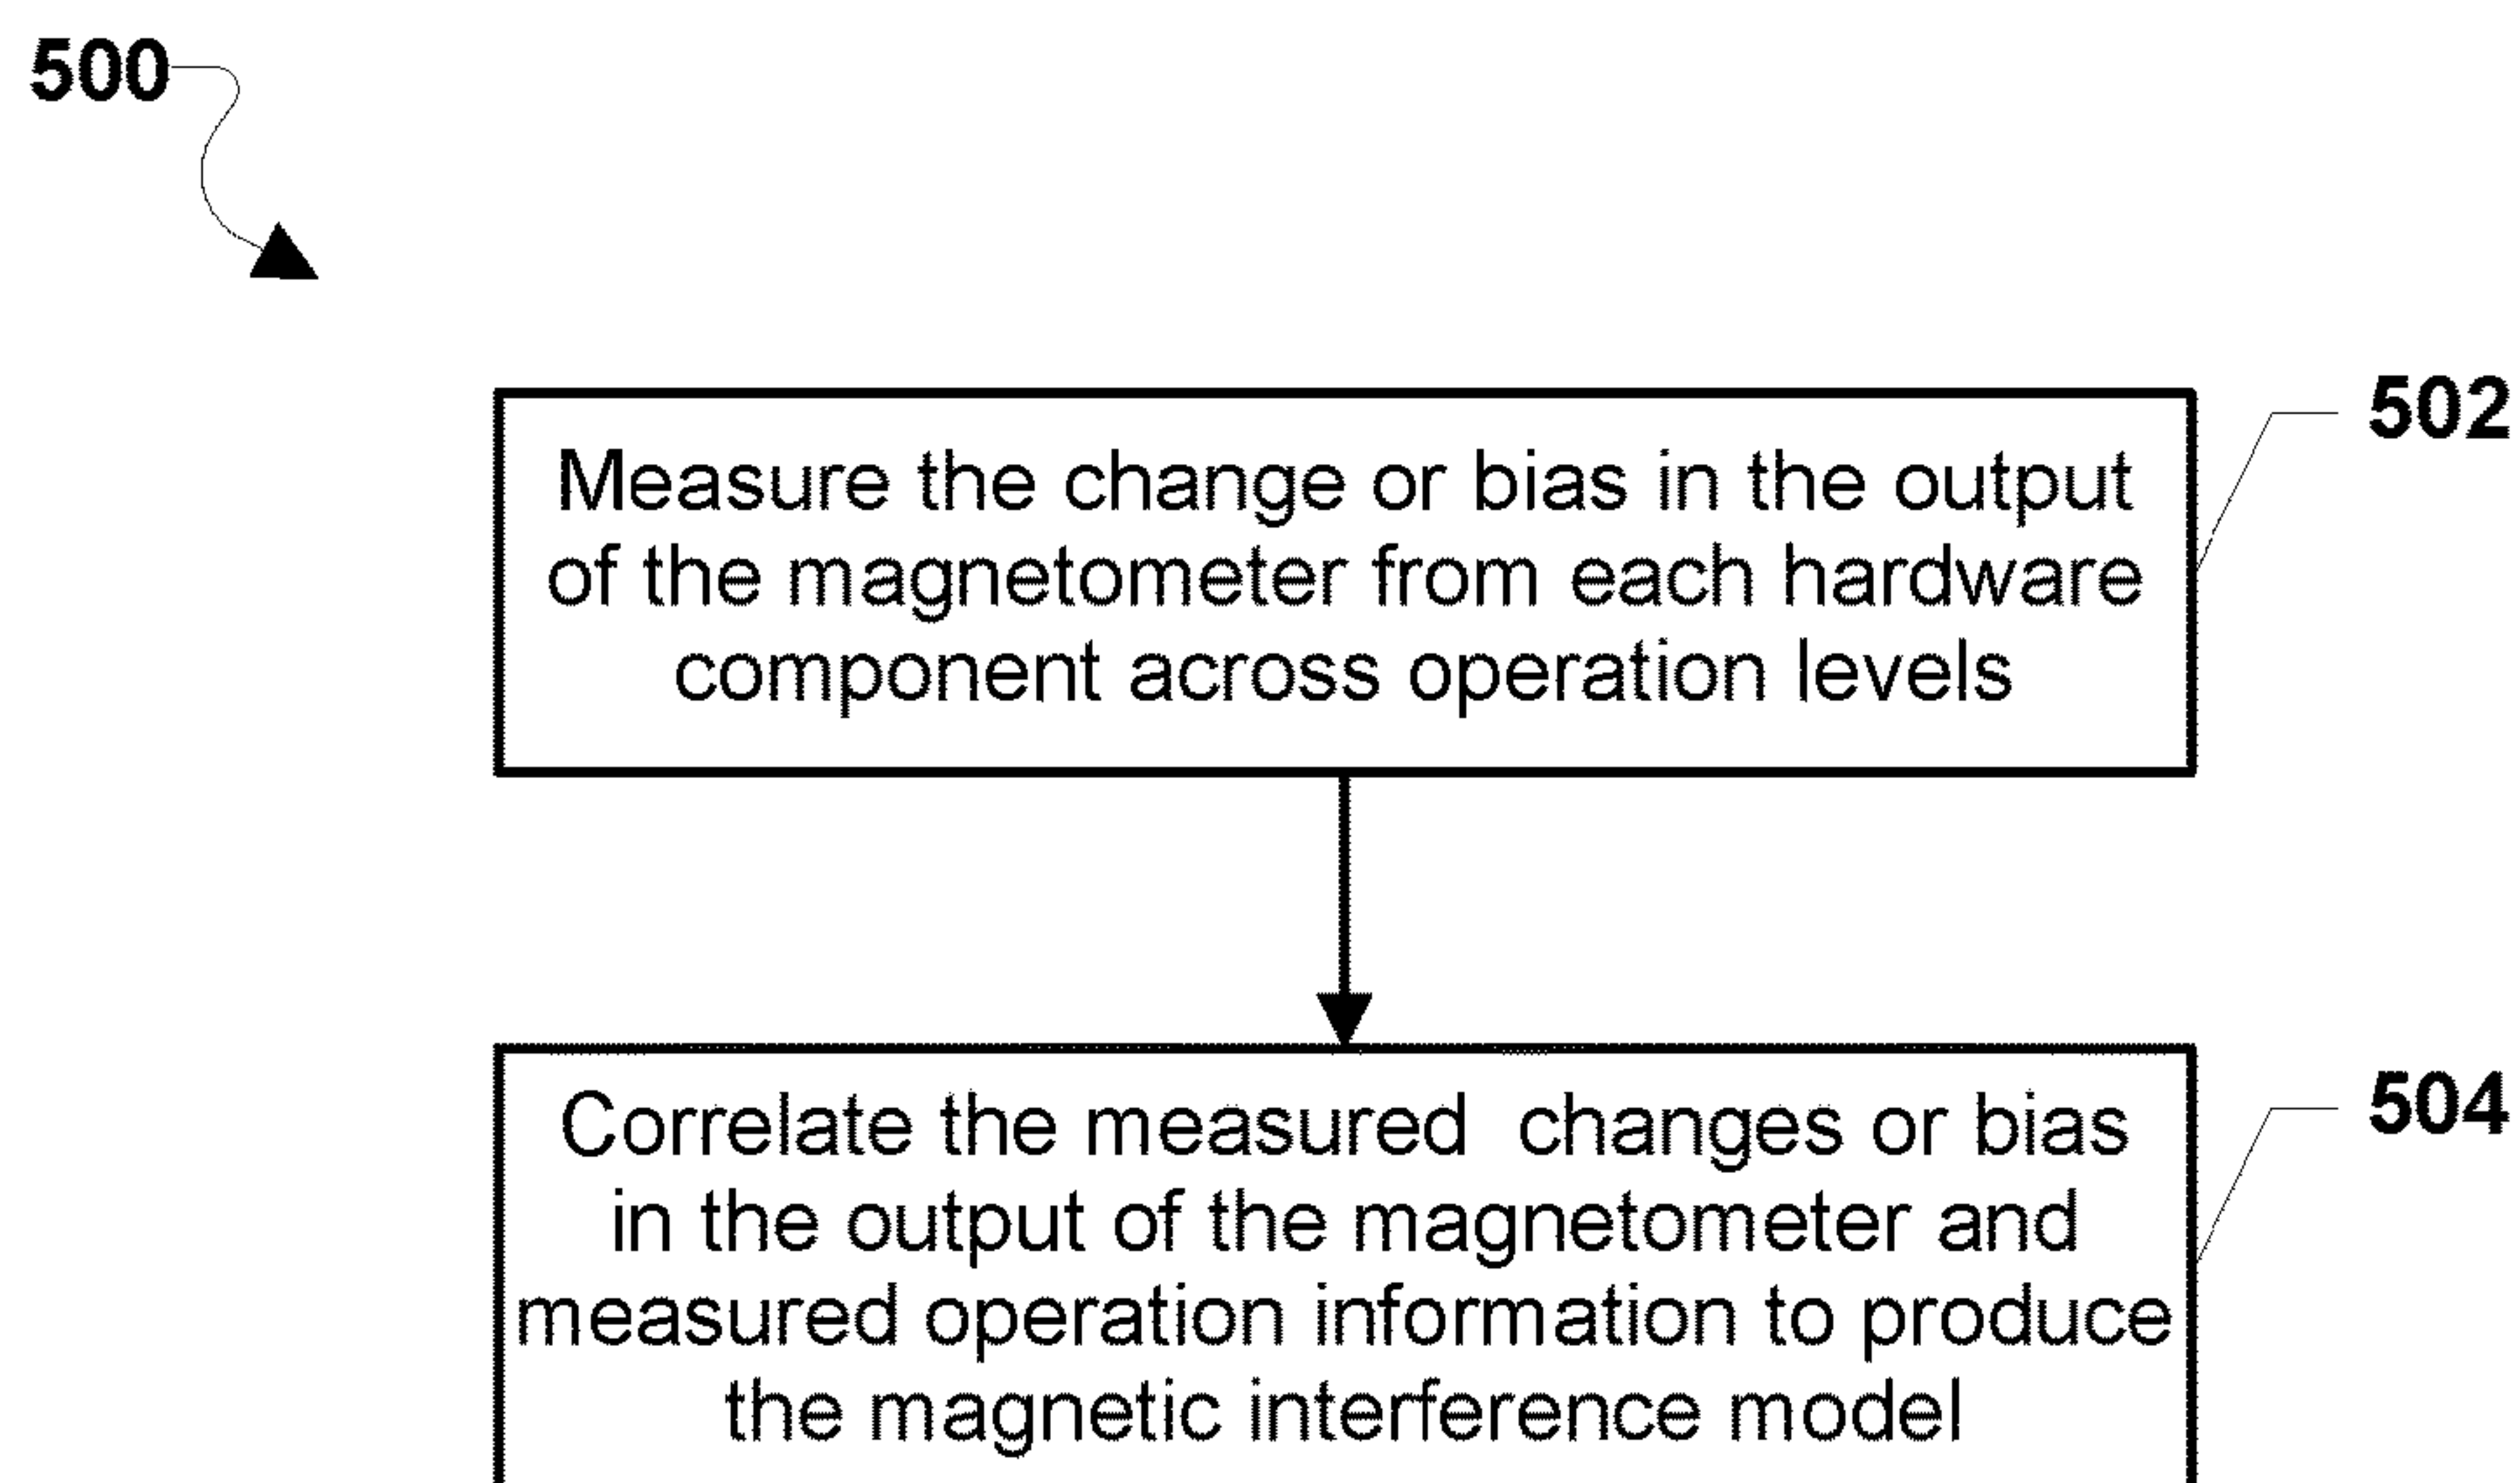 500
502
Measure the change or bias in the output
of the magnetometer from each hardware
component across operation levels
504
Correlate the measured changes or bias
in the output of the magnetometer and
measured operation information to produce
the magnetic interference model